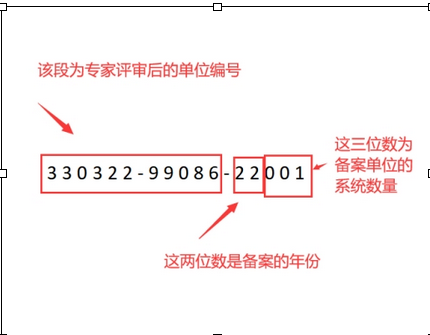 该段为专家评审后的单位编号
330322-99086-22001
这三位数为
备案单位的
系统数量
这两位数是备案的年份